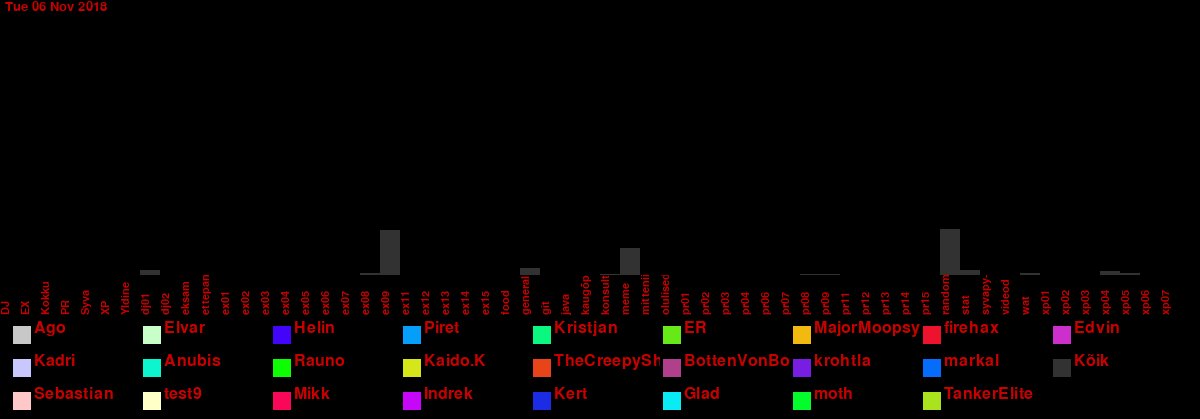 Tue 06 Nov 2018
DJ
EX
Kokku
PR
Syva
XP
Yldine
dj01
dj02
eksam
ettepan
ex01
ex02
ex03
ex04
ex05
ex06
ex07
ex08
ex09
ex11
ex12
ex13
ex14
ex15
food
general
git
java
kaugõp
konsult
meme
mittenii
olulised
pr01
pr02
pr03
pr04
pr06
pr07
pr08
pr09
pr11
pr12
pr13
pr14
pr15
random
stat
syvapy-
videod
wat
xp01
xp02
xp03
xp04
xp05
xp06
xp07
Ago Elvar Helin Piret Kristjan ER MajorMoopsy firehax Edvin
Kadri Anubis Rauno Kaido.K TheCreepySh BottenVonBo krohtla markal Kõik
Sebastian test9 Mikk Indrek Kert Glad moth TankerElite